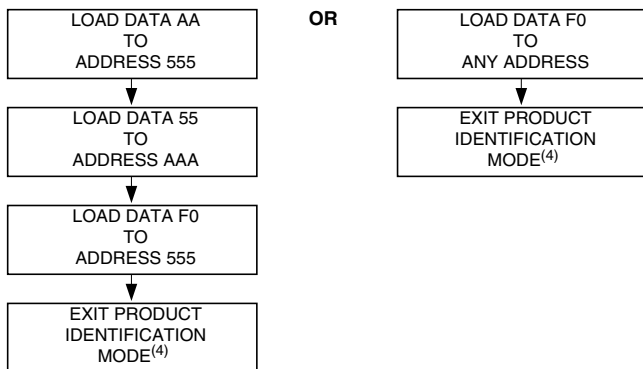 LOAD DATA AA
TO
ADDRESS 555
LOAD DATA 55
TO
ADDRESS AAA
LOAD DATA F0
TO
ADDRESS 555
EXIT PRODUCT
IDENTIFICATION
MODE(4)
OR
LOAD DATA F0
TO
ANY ADDRESS
EXIT PRODUCT
IDENTIFICATION
MODE(4)